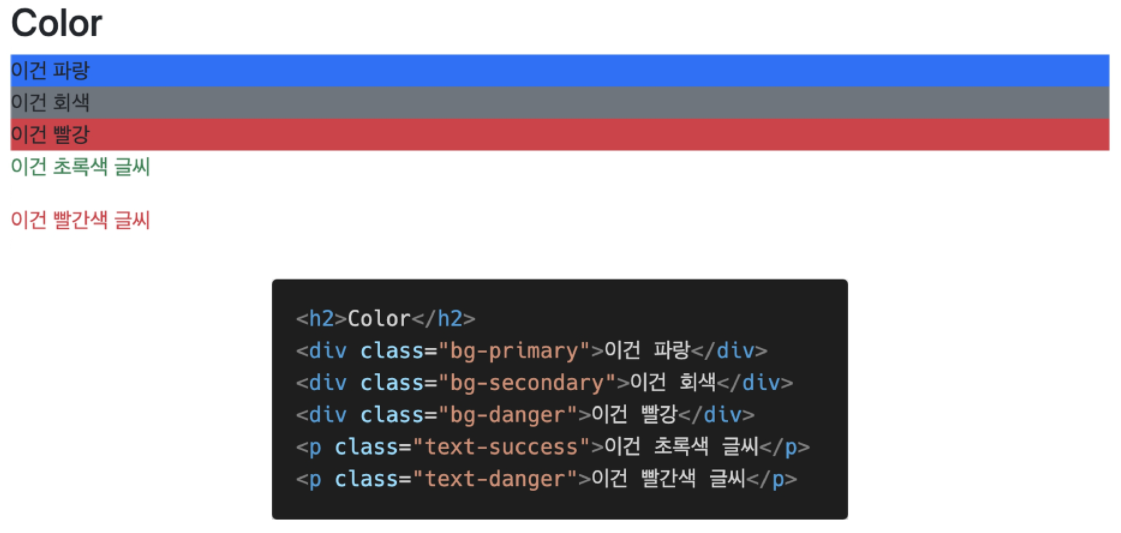 Color
이건 파랑
이건 회색
이건 빨강
이건 초록색 글씨
이건 빨간색 글씨
<h2>Color</h2>
<div class="bg-primary">이건 파랑</div>
<div class="bg-secondary">이건 회색</div>
<div class="bg-danger">이건 빨강</div>
<p class="text-success">이건 초록색 글씨</p>
<p class="text-danger">이건 빨간색 글씨</p>